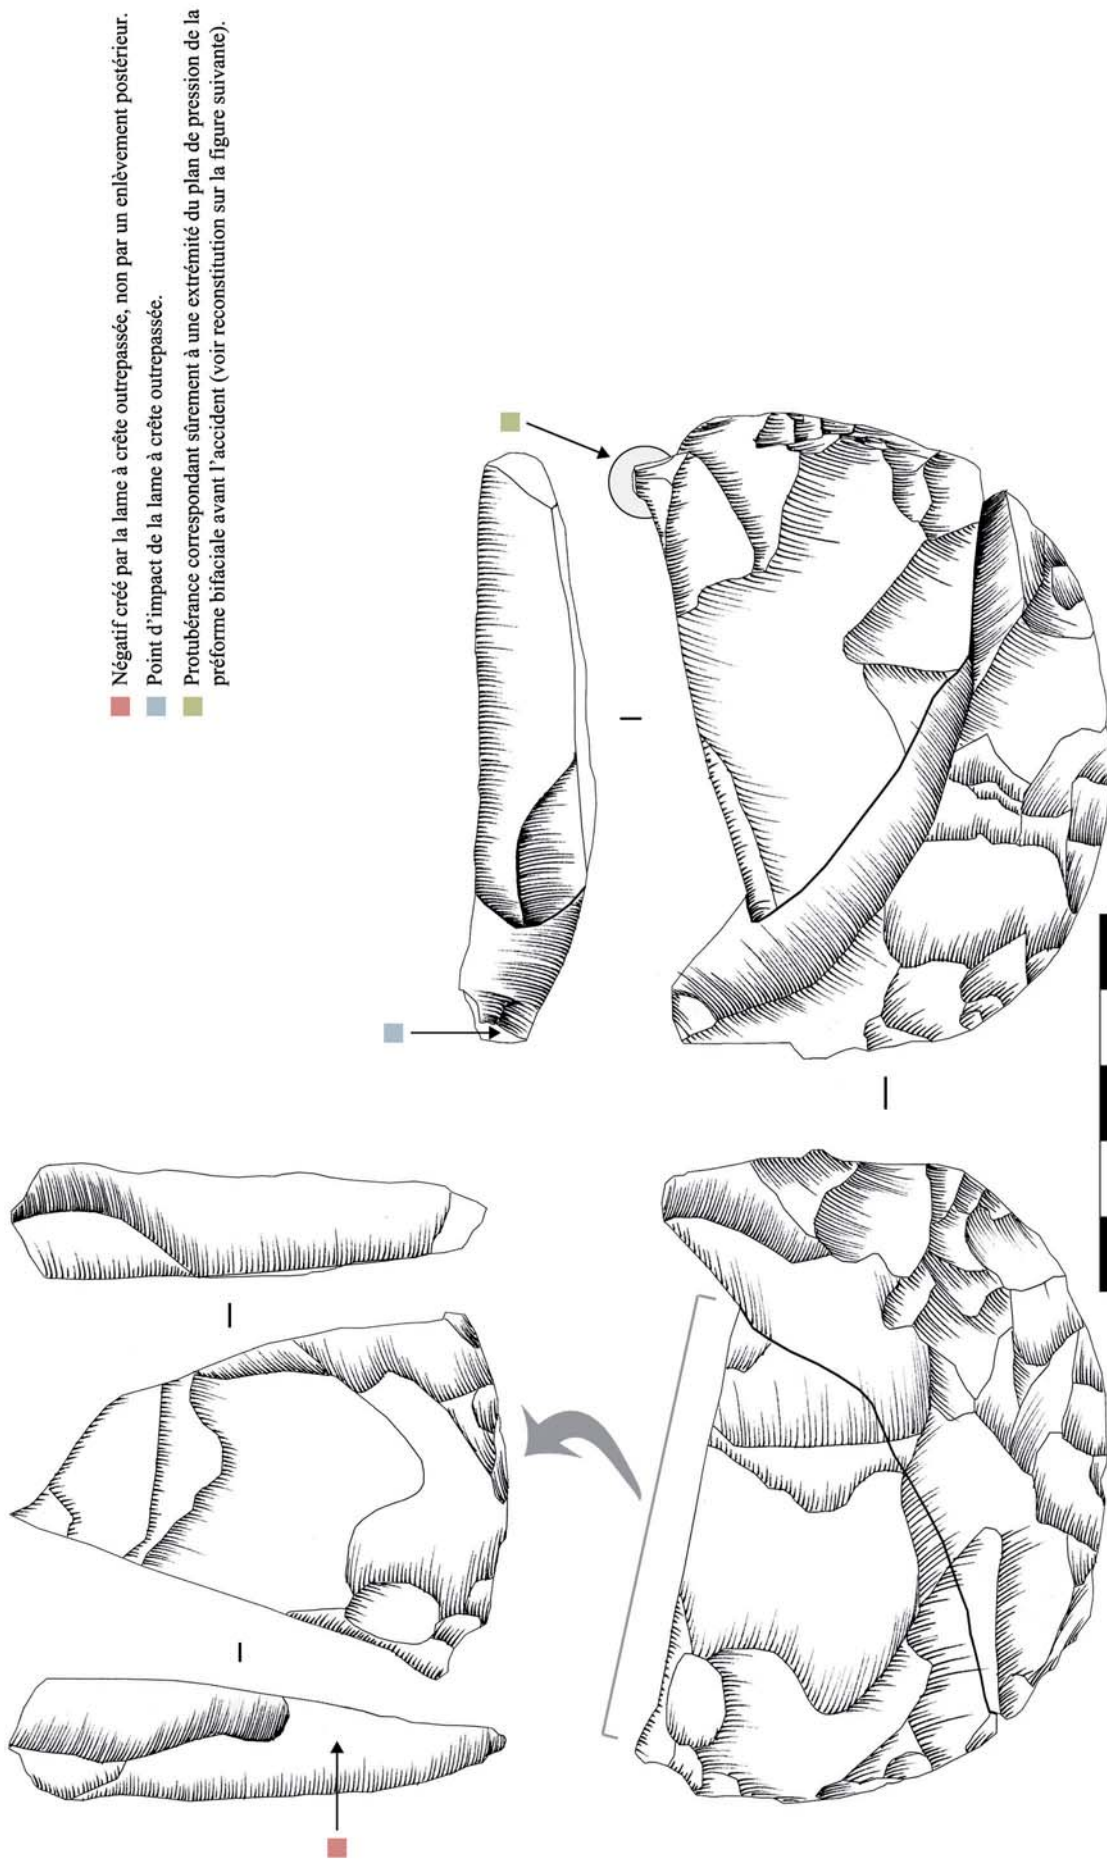 Négatif créé par la lame à crête outrepassée, non par un enlèvement postérieur.
Point d’impact de la lame à crête outrepassée.
Protubérance correspondant sûrement à une extrémité du plan de pression de la
préforme bifaciale avant l’accident (voir reconstitution sur la figure suivante).